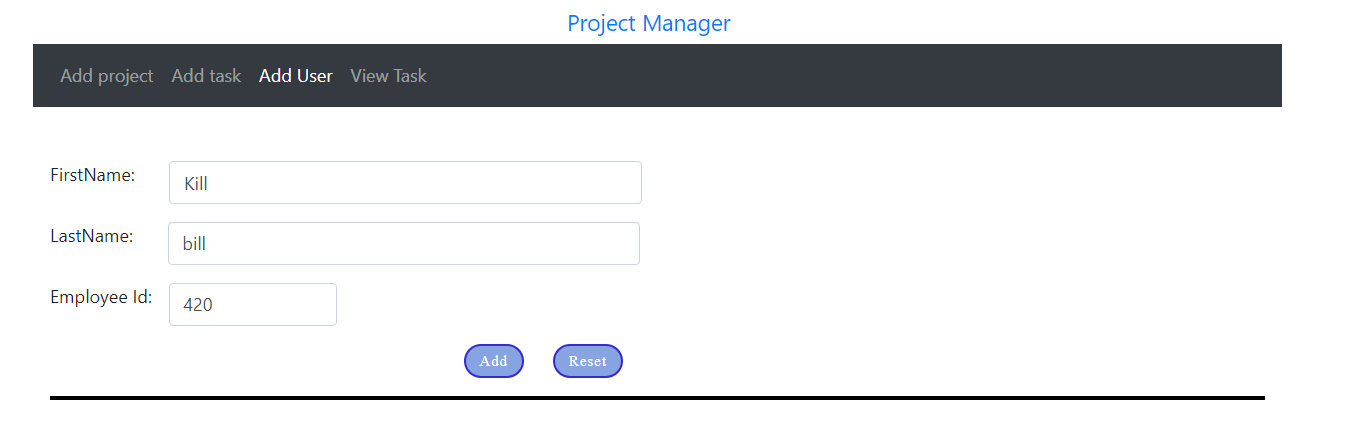 Project Manager
Add project Add task Add User View Task
FirstName: Kill
LastName: bill
Employee Id: 420
Add Reset